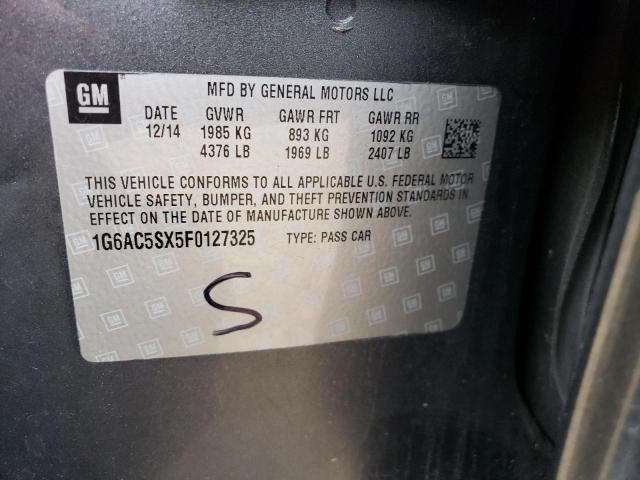 GM
MFD BY GENERAL MOTORS LLC
DATE GVWR GAWR FRT GAWR RR
12/14 1985 KG 893 KG 1092 KG
4376 LB 1969 LB 2407 LB
THIS VEHICLE CONFORMS TO ALL APPLICABLE U.S. FEDERAL MOTOR
VEHICLE SAFETY, BUMPER, AND THEFT PREVENTION STANDARDS IN
EFFECT ON THE DATE OF MANUFACTURE SHOWN ABOVE.
1G6AC5SX5F0127325 TYPE: PASS CAR
S